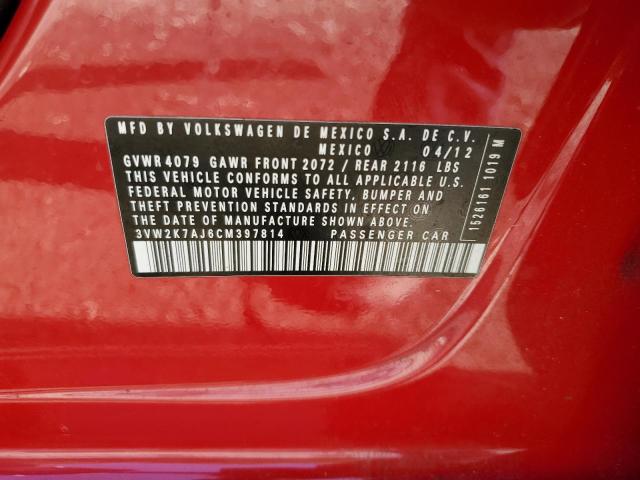 MFD BY VOLKSWAGEN DE MEXICO S.A. DE C.V.
MEXICO 04/12
GVWR 4079 GAWR FRONT 2072 / REAR 2116 LBS
THIS VEHICLE CONFORMS TO ALL APPLICABLE U.S.
FEDERAL MOTOR VEHICLE SAFETY, BUMPER AND
THEFT PREVENTION STANDARDS IN EFFECT ON
THE DATE OF MANUFACTURE SHOWN ABOVE.
3VW2K7AJ6CM397814 PASSENGER CAR
1526161 1019 M